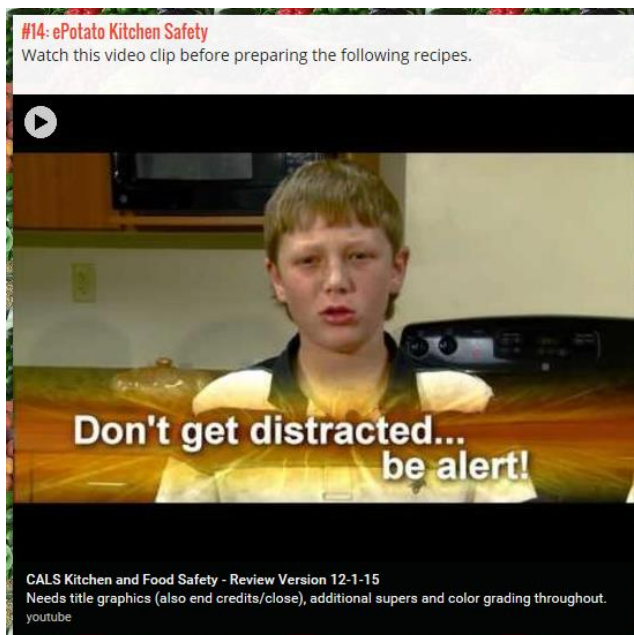 #14: ePotato Kitchen Safety
Watch this video clip before preparing the following recipes.
Don't get distracted...
be alert!
CALS Kitchen and Food Safety - Review Version 12-1-15
Needs title graphics (also end credits/close), additional supers and color grading throughout.
youtube